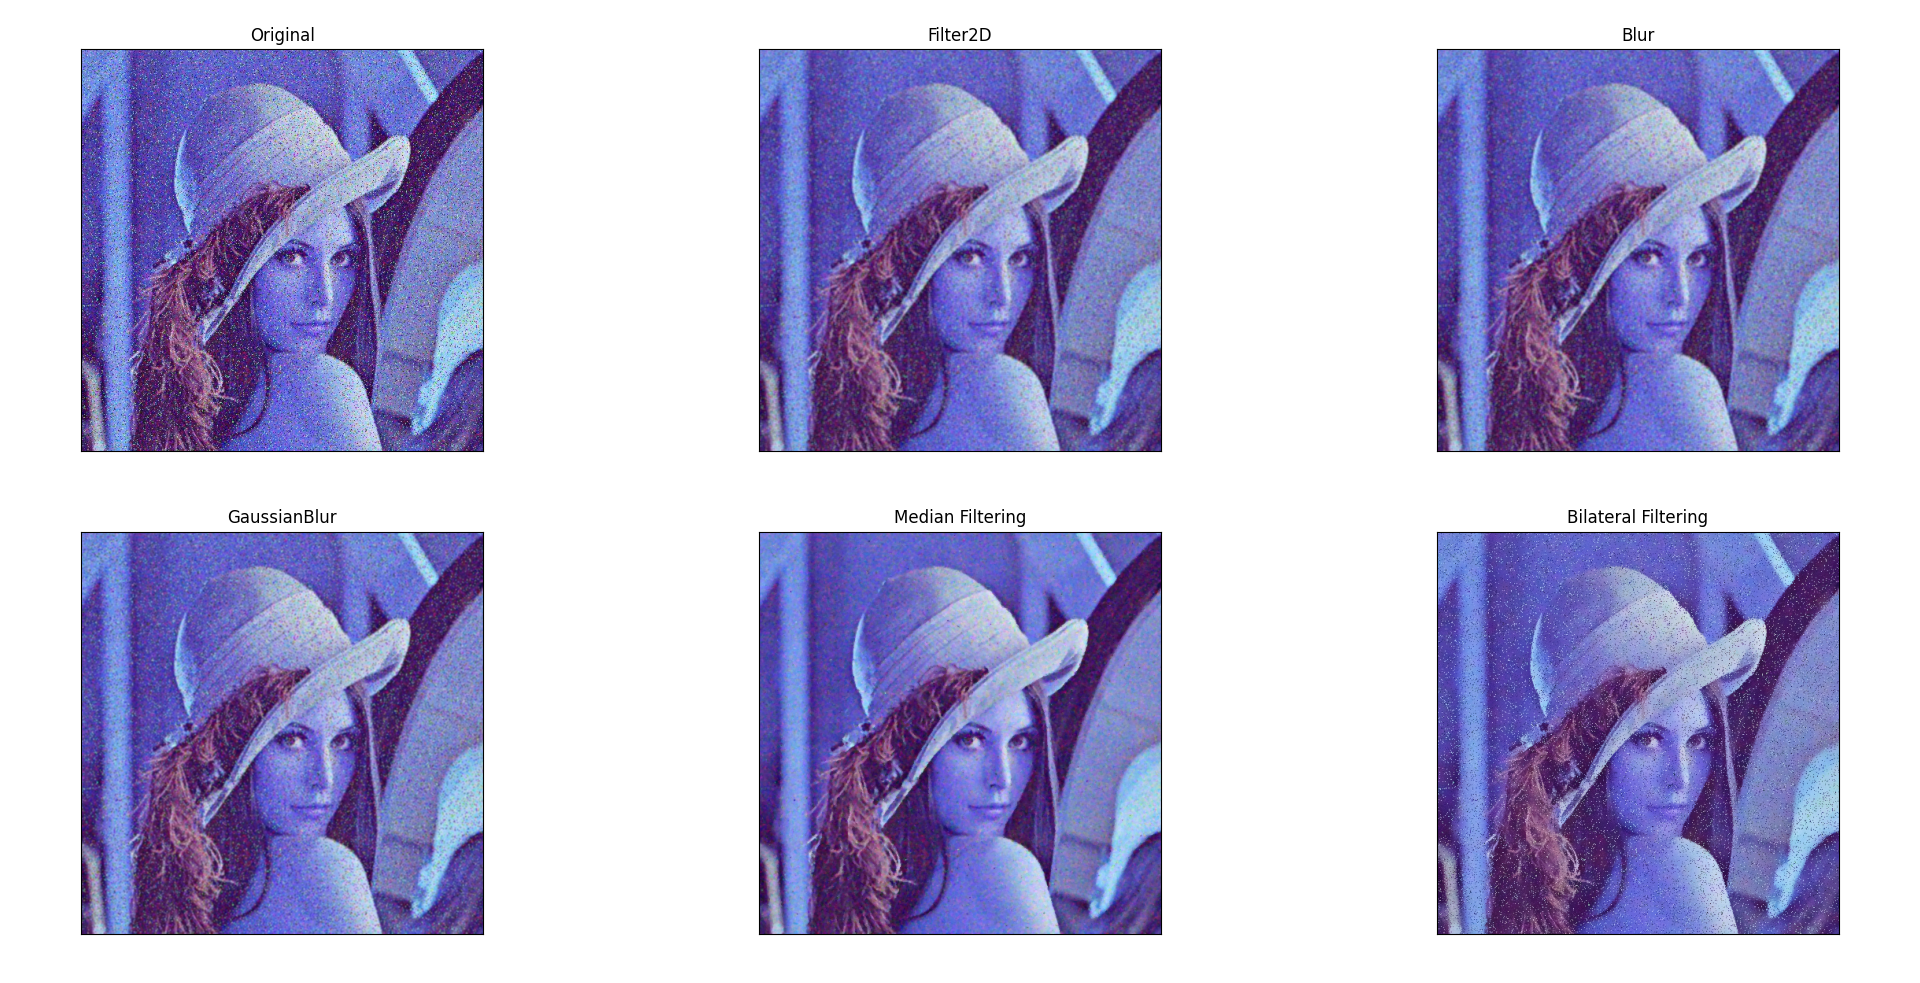 Original
Filter2D
Blur
GaussianBlur
Median Filtering
Bilateral Filtering